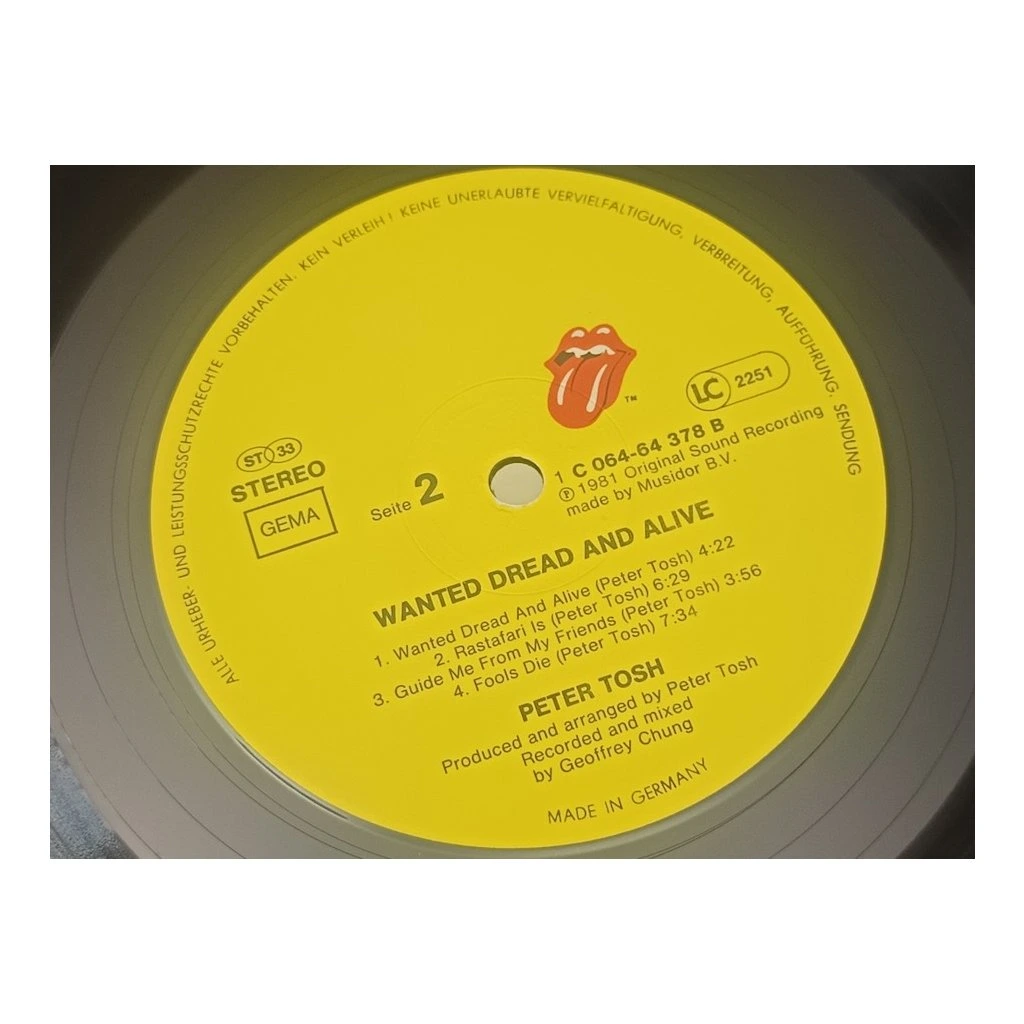 ALLE URHEBER- UND LEISTUNGSSCHUTZRECHTE VORBEHALTEN. KEIN VERLEIH! KEINE UNERLAUBTE VERVIELFÄLTIGUNG, VERBREITUNG, AUFFÜHRUNG, SENDUNG
TM
LC 2251
ST 33
STEREO
GEMA
Seite 2
1 C 064-64 378 B
℗ 1981 Original Sound Recording
made by Musidor B.V.
WANTED DREAD AND ALIVE
1. Wanted Dread And Alive (Peter Tosh) 4:22
2. Rastafari Is (Peter Tosh) 6:29
3. Guide Me From My Friends (Peter Tosh) 3:56
4. Fools Die (Peter Tosh) 7:34
PETER TOSH
Produced and arranged by Peter Tosh
Recorded and mixed
by Geoffrey Chung
MADE IN GERMANY